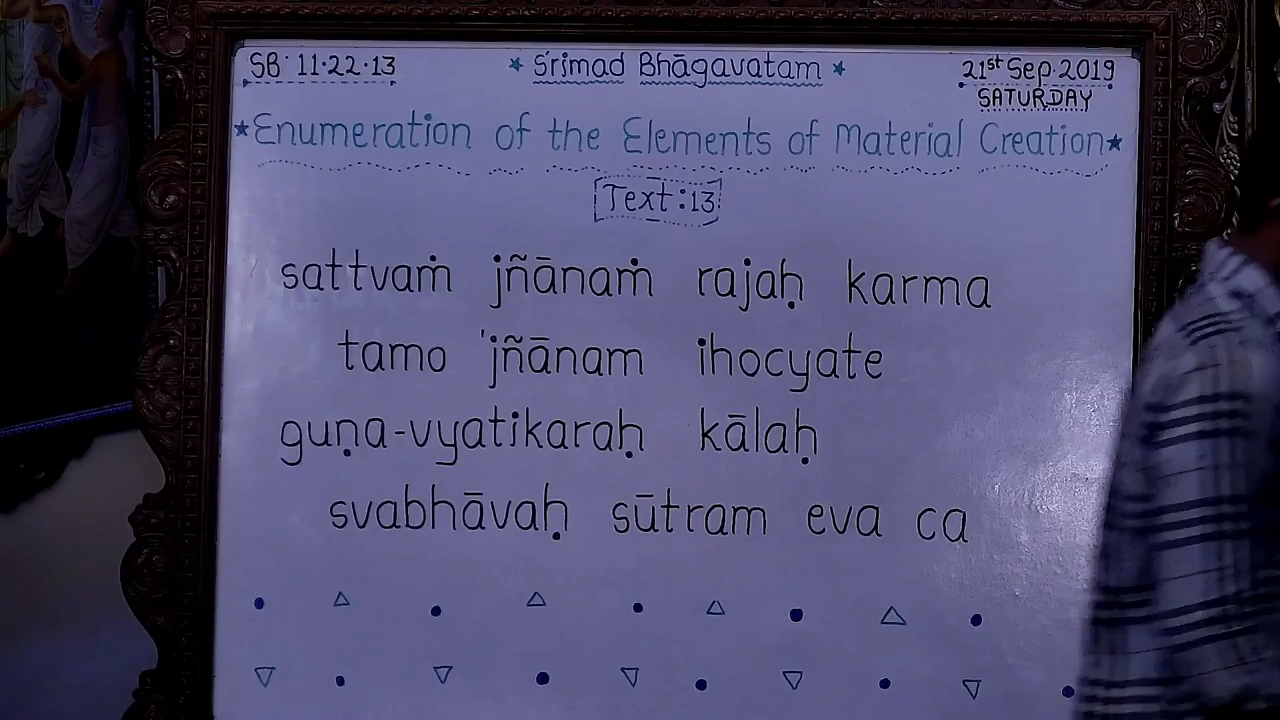 SB 11.22.13
* Śrīmad Bhāgavatam *
21st Sep. 2019
SATURDAY
*Enumeration of the Elements of Material Creation*
Text:13
sattvaṁ jñānaṁ rajaḥ karma
tamo 'jñānam ihocyate
guṇa-vyatikaraḥ kālaḥ
svabhāvaḥ sūtram eva ca